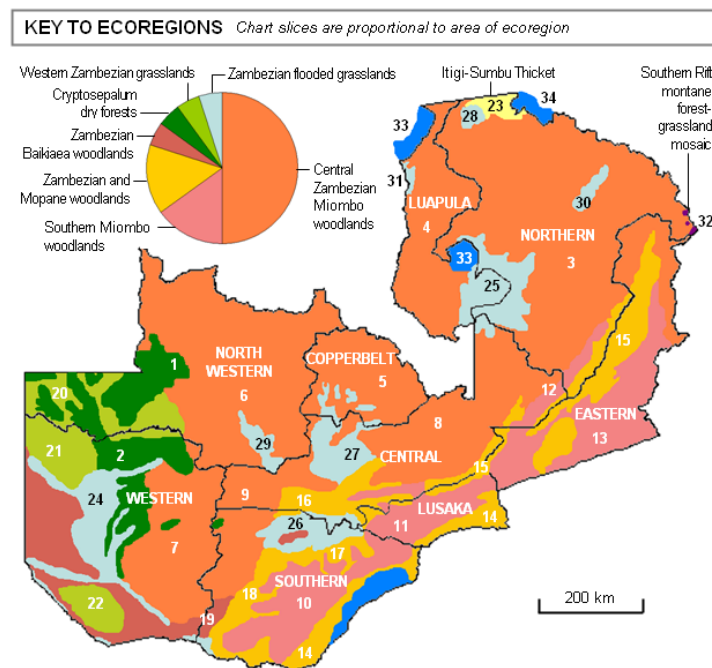 KEY TO ECOREGIONS Chart slices are proportional to area of ecoregion
Western Zambezian grasslands
Cryptosepalum
dry forests
Zambezian
Baikiaea woodlands
Zambezian and
Mopane woodlands
Southern Miombo
woodlands
Zambezian flooded grasslands
Central
Zambezian
Miombo
woodlands
Itigi-Sumbu Thicket
Southern Rift
montane
forest-
grassland
mosaic
33
28
23
34
31
LUAPULA
4
30
32
NORTHERN
3
33
25
15
1
NORTH
WESTERN
6
COPPERBELT
5
12
EASTERN
13
20
21
2
29
8
27
CENTRAL
15
24
WESTERN
7
9
16
LUSAKA
11
14
26
17
SOUTHERN
10
18
22
19
14
200 km